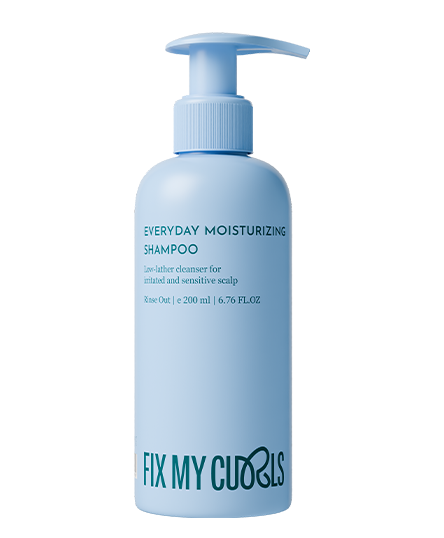 EVERYDAY MOISTURIZING
SHAMPOO
Low-lather cleanser for
irritated and sensitive scalp
Rinse Out | e 200 ml | 6.76 FL.OZ
FIX MY CURLS